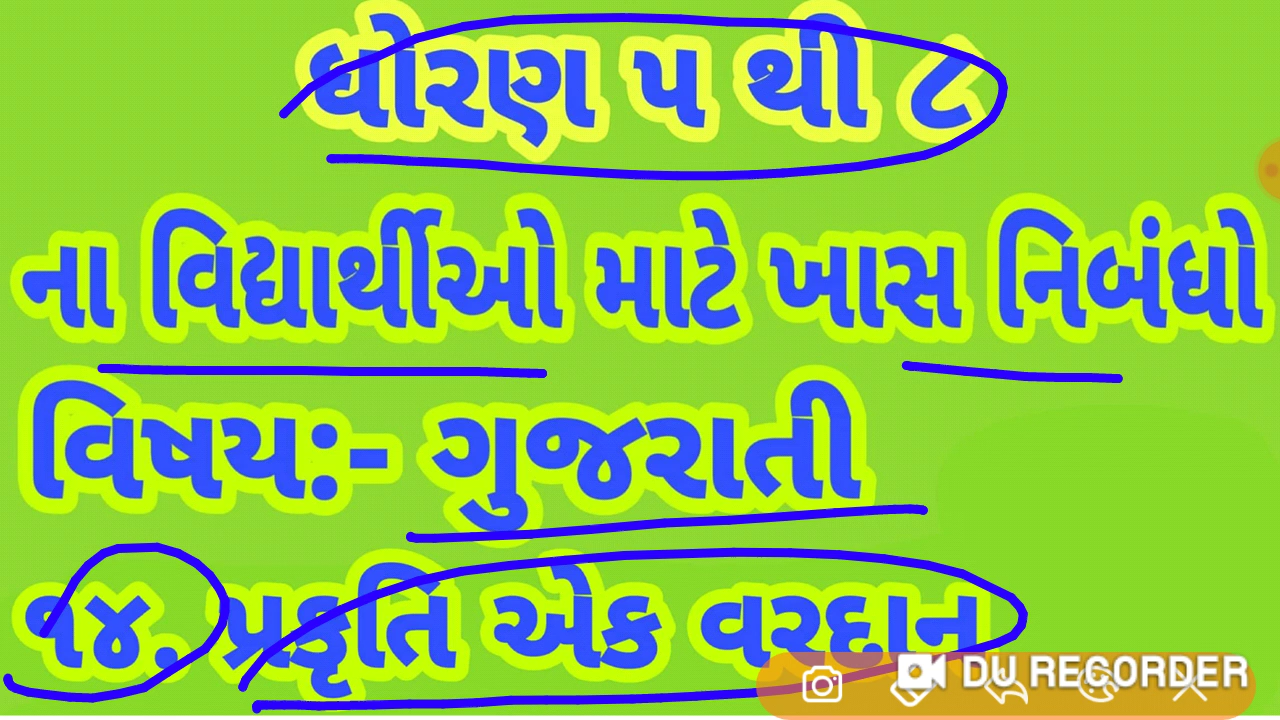 ધોરણ ૫ થી ૮
ના વિદ્યાર્થીઓ માટે ખાસ નિબંધો
વિષય:- ગુજરાતી
૧૪. પ્રકૃતિ એક વરદાન
DU RECORDER